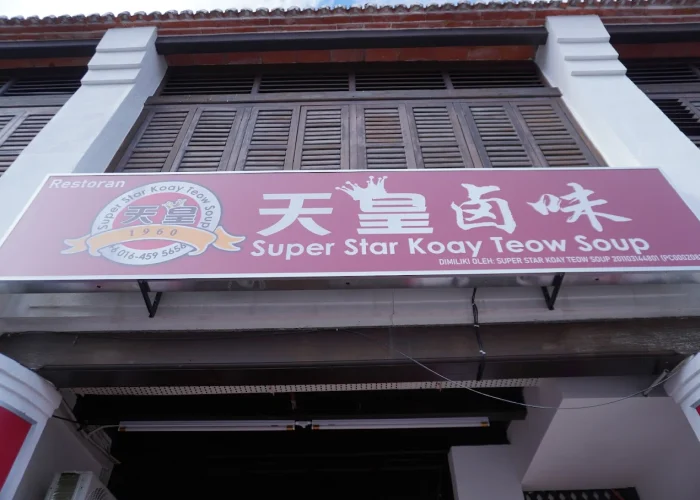 Restoran
Super Star Koay Teow Soup
天皇
1960
016-459 5656
天皇 卤味
Super Star Koay Teow Soup
DIMILIKI OLEH: SUPER STAR KOAY TEOW SOUP